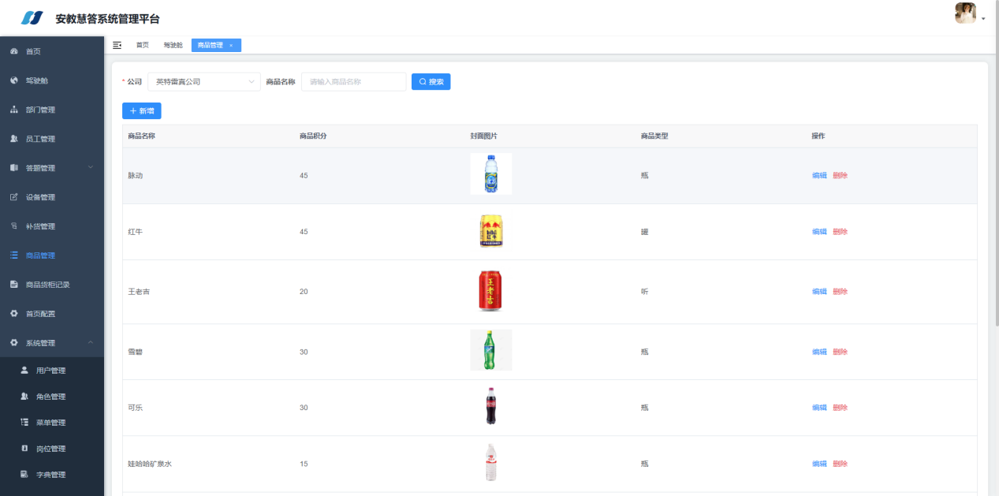 安教慧答系统管理平台
首页
驾驶舱
部门管理
员工管理
答题管理
设备管理
补货管理
商品管理
商品货柜记录
首页配置
系统管理
用户管理
角色管理
菜单管理
岗位管理
字典管理
首页 驾驶舱 商品管理 ×
* 公司 英特雷真公司 商品名称 请输入商品名称 搜索
+ 新增
商品名称 商品积分 封面图片 商品类型 操作
脉动 45 瓶 编辑 删除
红牛 45 罐 编辑 删除
红牛
王老吉 20 听 编辑 删除
王老吉
雪碧 30 瓶 编辑 删除
可乐 30 瓶 编辑 删除
娃哈哈矿泉水 15 瓶 编辑 删除